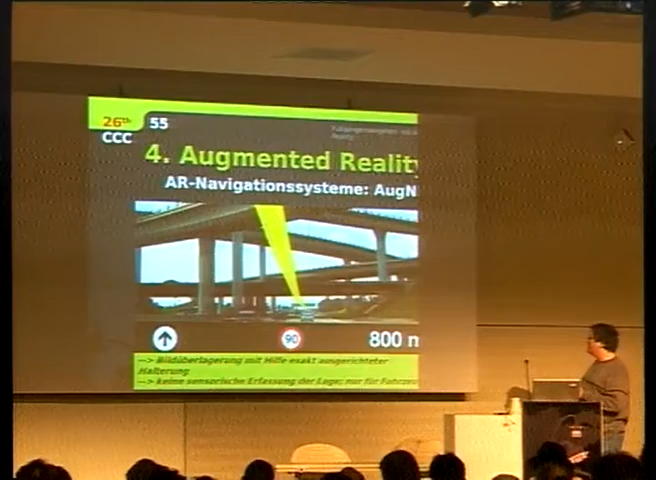 26th 55
CCC
4. Augmented Reality
AR-Navigationssysteme: AugN
90
800 m
--> Bildüberlagerung mit Hilfe exakt ausgerichteter
Halterung
--> keine sensorische Erfassung der Lage; nur für Fahrzeu